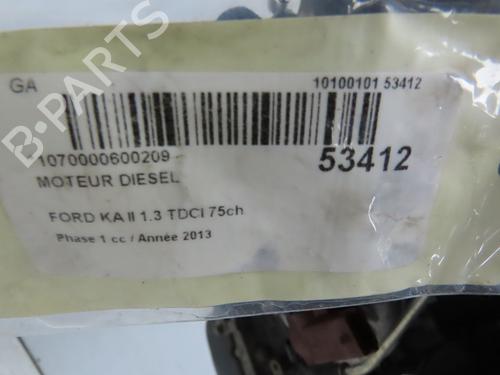 GA
10100101 53412
1070000600209
53412
MOTEUR DIESEL
FORD KA II 1.3 TDCI 75ch
Phase 1 cc / Année 2013
B-PARTS